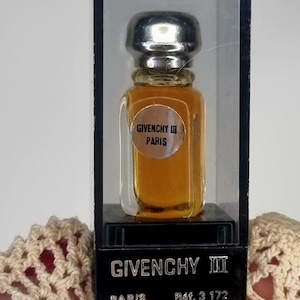 GIVENCHY III
PARIS
GIVENCHY III
PARIS Réf. 3 172